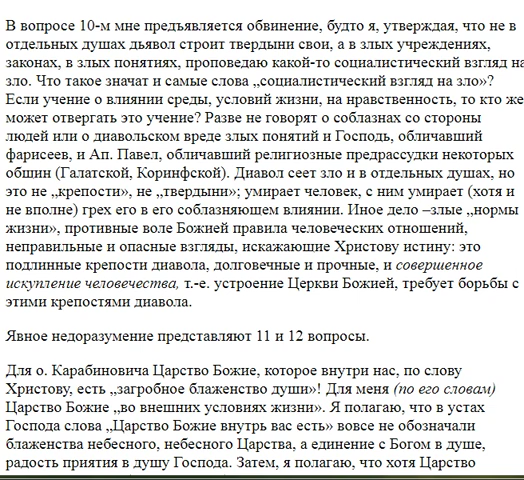 В вопросе 10-м мне предъявляется обвинение, будто я, утверждая, что не в
отдельных душах дьявол строит твердыни свои, а в злых учреждениях,
законах, в злых понятиях, проповедаю какой-то социалистический взгляд на
зло. Что такое значат и самые слова „социалистический взгляд на зло»?
Если учение о влиянии среды, условий жизни, на нравственность, то кто же
может отвергать это учение? Разве не говорят о соблазнах со стороны
людей или о диавольском вреде злых понятий и Господь, обличавший
фарисеев, и Ап. Павел, обличавший религиозные предрассудки некоторых
общин (Галатской, Коринфской). Диавол сеет зло и в отдельных душах, но
это не „крепости», не „твердыни»; умирает человек, с ним умирает (хотя и
не вполне) грех его в его соблазняющем влиянии. Иное дело –злые „нормы
жизни», противные воле Божией правила человеческих отношений,
неправильные и опасные взгляды, искажающие Христову истину: это
подлинные крепости диавола, долговечные и прочные, и совершенное
искупление человечества, т.-е. устроение Церкви Божией, требует борьбы с
этими крепостями диавола.
Явное недоразумение представляют 11 и 12 вопросы.
Для о. Карабиновича Царство Божие, которое внутри нас, по слову
Христову, есть „загробное блаженство души»! Для меня (по его словам)
Царство Божие „во внешних условиях жизни». Я полагаю, что в устах
Господа слова „Царство Божие внутрь вас есть» вовсе не обозначали
блаженства небесного, небесного Царства, а единение с Богом в душе,
радость приятия в душу Господа. Затем, я полагаю, что хотя Царство